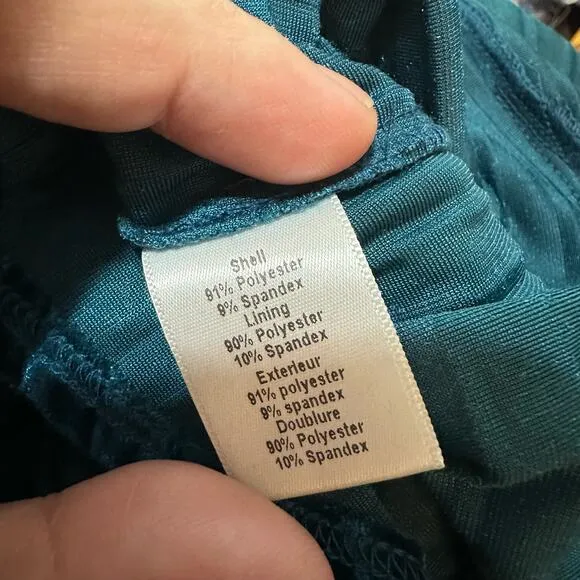 Shell
91% Polyester
9% Spandex
Lining
90% Polyester
10% Spandex
Exterieur
91% polyester
9% spandex
Doublure
90% Polyester
10% Spandex